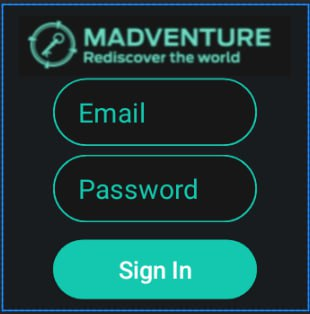 MADVENTURE
Rediscover the world
Email
Password
Sign In